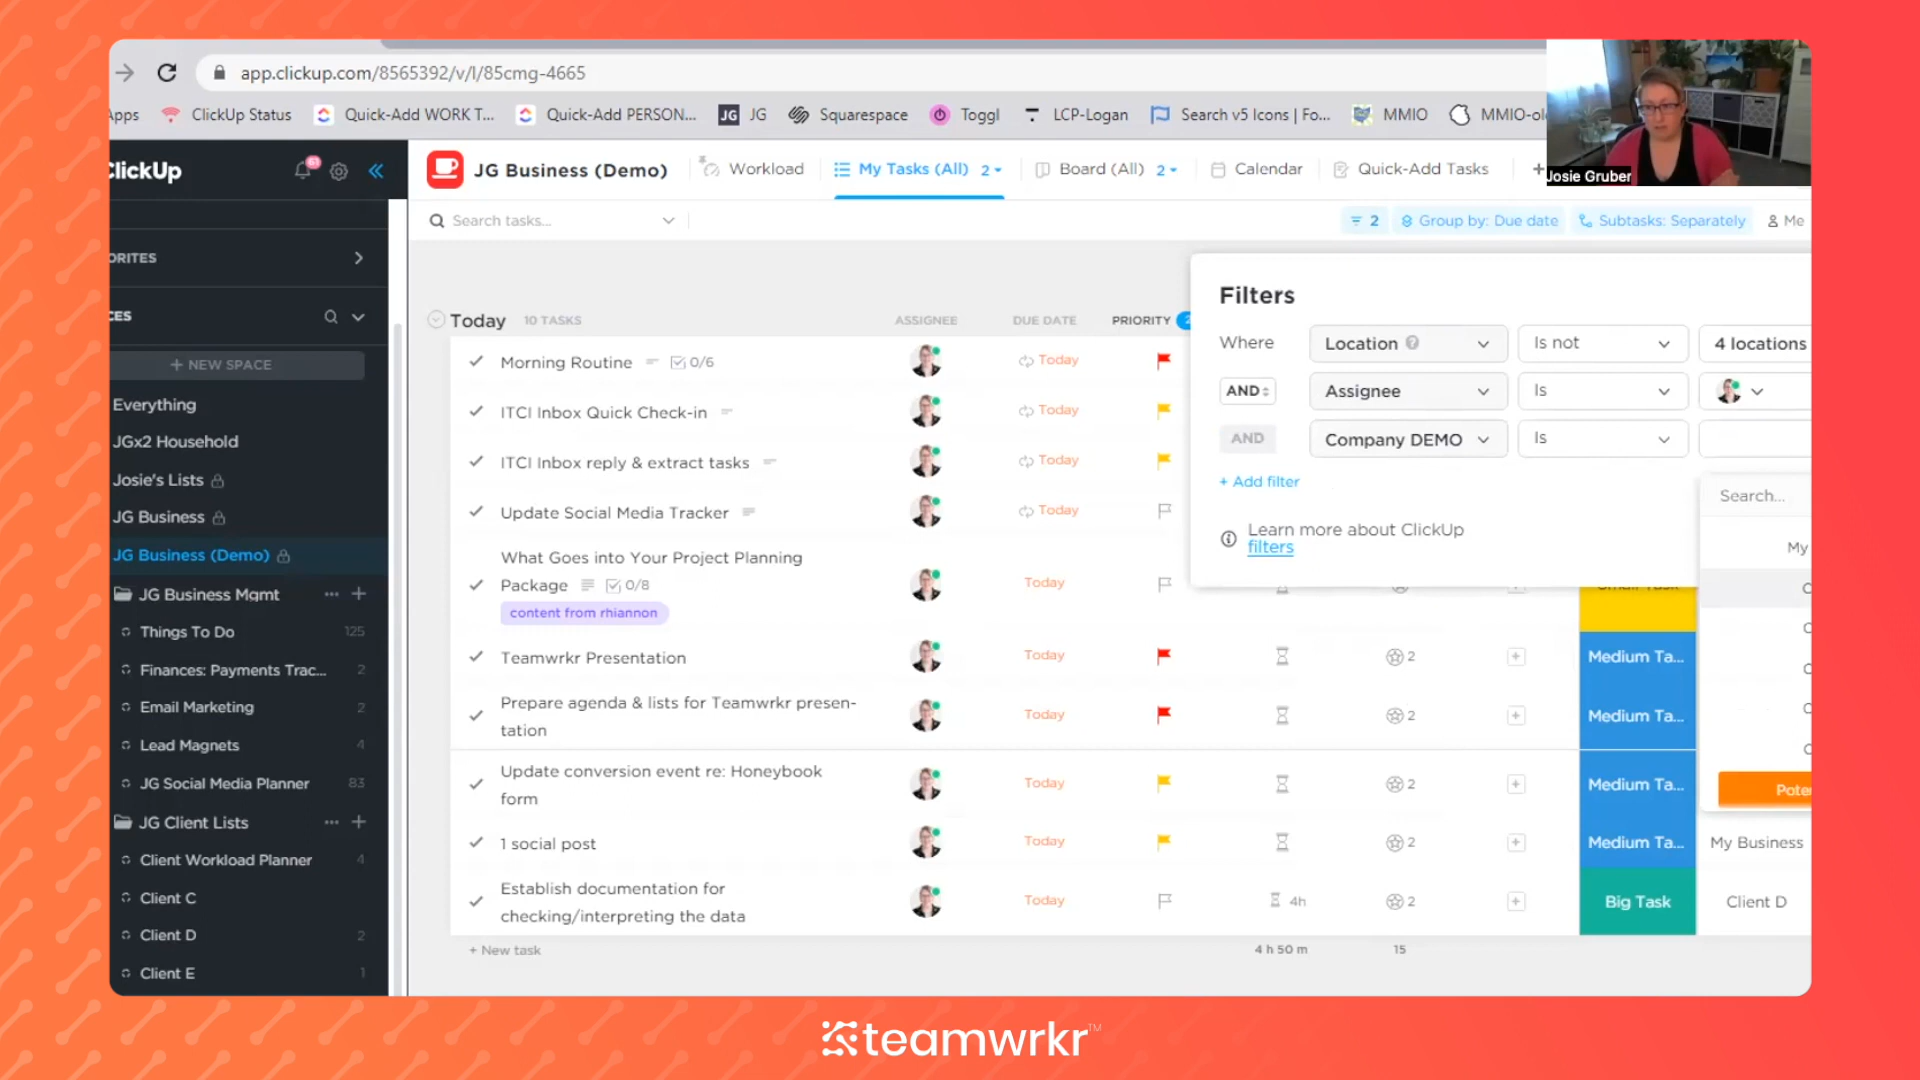 app.clickup.com/8565392/v/l/85cmg-4665
Apps
ClickUp Status
Quick-Add WORK T...
Quick-Add PERSON...
JG JG
Squarespace
Toggl
LCP-Logan
Search v5 Icons | Fo...
MMIO
MMIO-ol
Josie Gruber
ClickUp
61
JG Business (Demo)
Workload
My Tasks (All) 2
Board (All) 2
Calendar
Quick-Add Tasks
+
Search tasks...
2
Group by: Due date
Subtasks: Separately
Me
ORITES
CES
+ NEW SPACE
Everything
JGx2 Household
Josie's Lists
JG Business
JG Business (Demo)
JG Business Mgmt ... +
Things To Do 125
Finances: Payments Trac... 2
Email Marketing 2
Lead Magnets 4
JG Social Media Planner 83
JG Client Lists ... +
Client Workload Planner 4
Client C
Client D 2
Client E 1
Today 10 TASKS ASSIGNEE DUE DATE PRIORITY 2
Morning Routine 0/6 Today
ITCI Inbox Quick Check-in Today
ITCI Inbox reply & extract tasks Today
Update Social Media Tracker Today
What Goes into Your Project Planning
Package 0/8 Today
content from rhiannon
Teamwrkr Presentation Today 2 Medium Ta...
Prepare agenda & lists for Teamwrkr presen-
tation Today 2 Medium Ta...
Update conversion event re: Honeybook
form Today 2 Medium Ta...
1 social post Today 2 Medium Ta... My Business
Establish documentation for
checking/interpreting the data Today 4h 2 Big Task Client D
+ New task 4 h 50 m 15
Filters
Where Location Is not 4 locations
AND Assignee Is
AND Company DEMO Is
+ Add filter
Learn more about ClickUp
filters
Search...
My
C
C
C
C
C
Pote
teamwrkr™